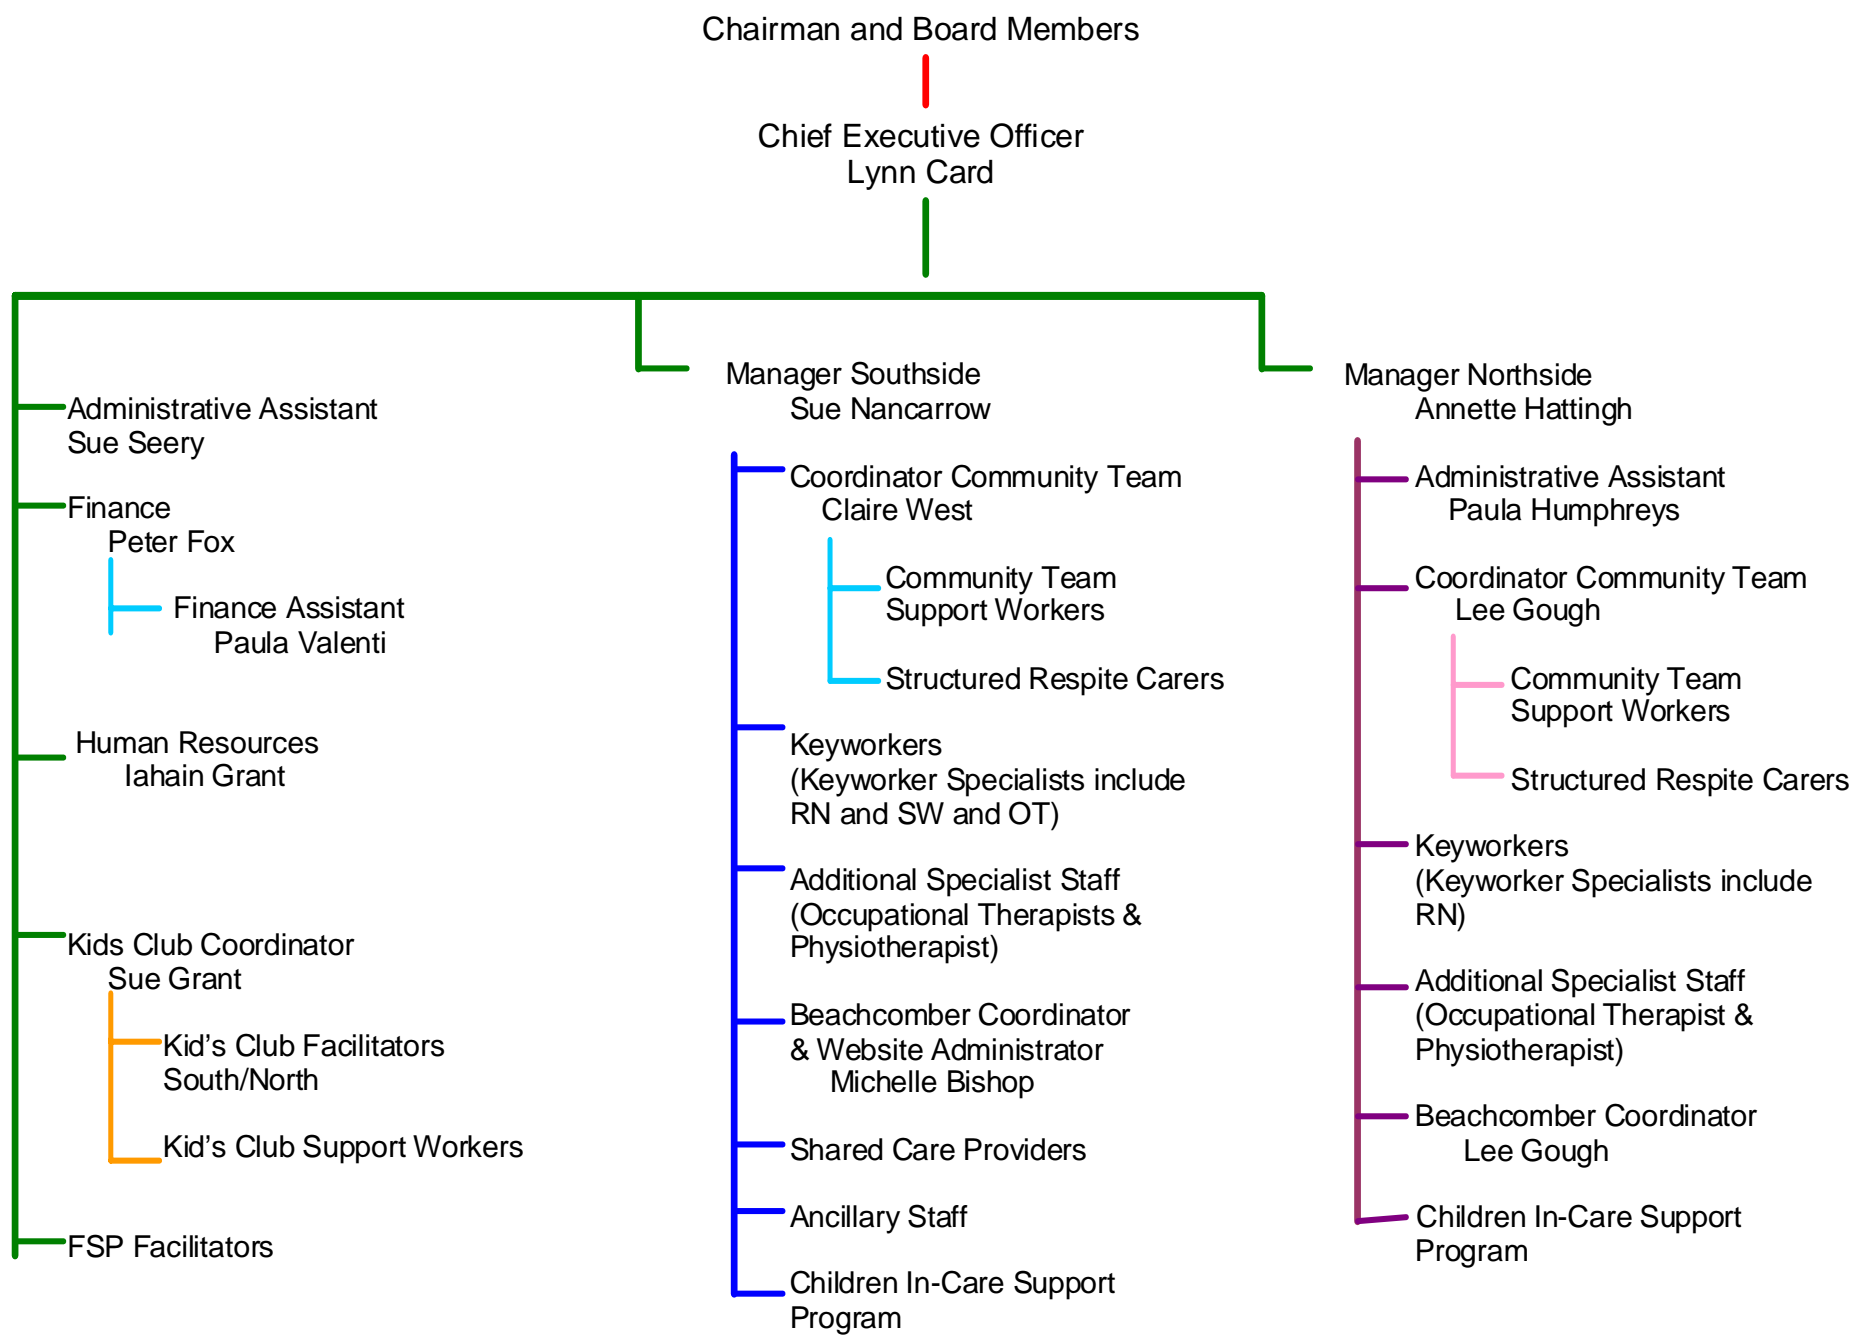 Chairman and Board Members
Chief Executive Officer
Lynn Card
Administrative Assistant
Sue Seery
Finance
Peter Fox
Finance Assistant
Paula Valenti
Human Resources
Iahain Grant
Kids Club Coordinator
Sue Grant
Kid’s Club Facilitators
South/North
Kid’s Club Support Workers
FSP Facilitators
Manager Southside
Sue Nancarrow
Coordinator Community Team
Claire West
Community Team
Support Workers
Structured Respite Carers
Keyworkers
(Keyworker Specialists include
RN and SW and OT)
Additional Specialist Staff
(Occupational Therapists &
Physiotherapist)
Beachcomber Coordinator
& Website Administrator
Michelle Bishop
Shared Care Providers
Ancillary Staff
Children In-Care Support
Program
Manager Northside
Annette Hattingh
Administrative Assistant
Paula Humphreys
Coordinator Community Team
Lee Gough
Community Team
Support Workers
Structured Respite Carers
Keyworkers
(Keyworker Specialists include
RN)
Additional Specialist Staff
(Occupational Therapist &
Physiotherapist)
Beachcomber Coordinator
Lee Gough
Children In-Care Support
Program